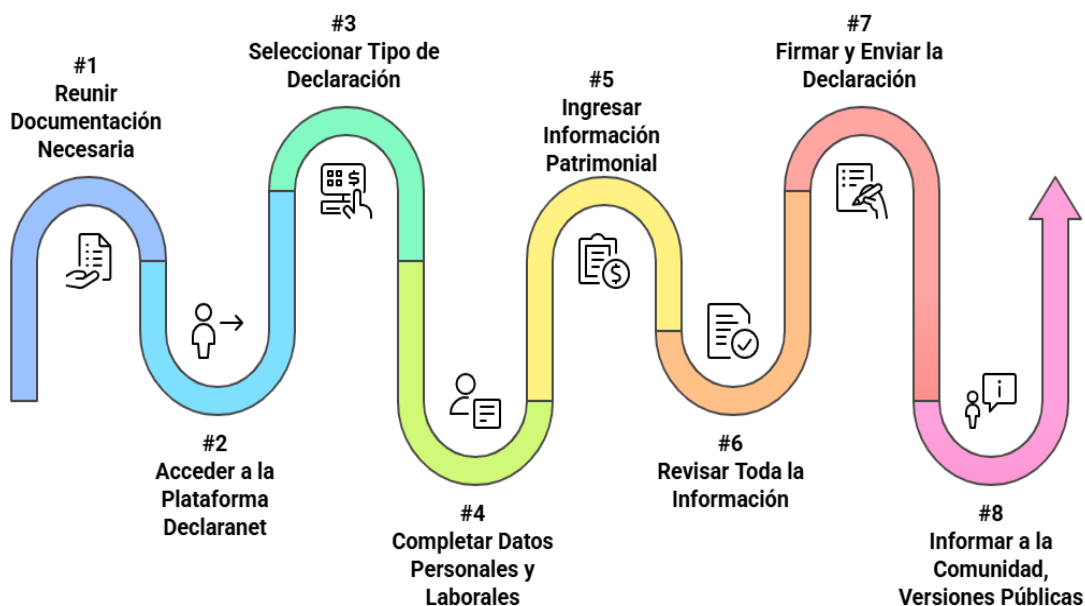 #1
Reunir
Documentación
Necesaria
#2
Acceder a la
Plataforma
Declaranet
#3
Seleccionar Tipo de
Declaración
#4
Completar Datos
Personales y
Laborales
#5
Ingresar
Información
Patrimonial
#6
Revisar Toda la
Información
#7
Firmar y Enviar la
Declaración
#8
Informar a la
Comunidad,
Versiones Públicas